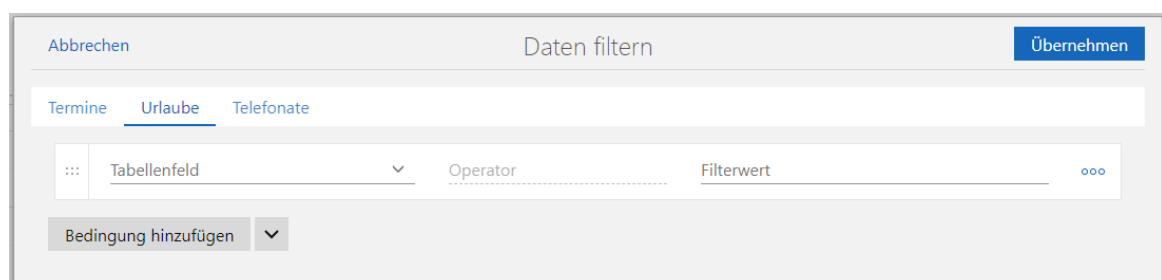 Abbrechen Daten filtern Übernehmen
Termine Urlaube Telefonate
Tabellenfeld Operator Filterwert
Bedingung hinzufügen